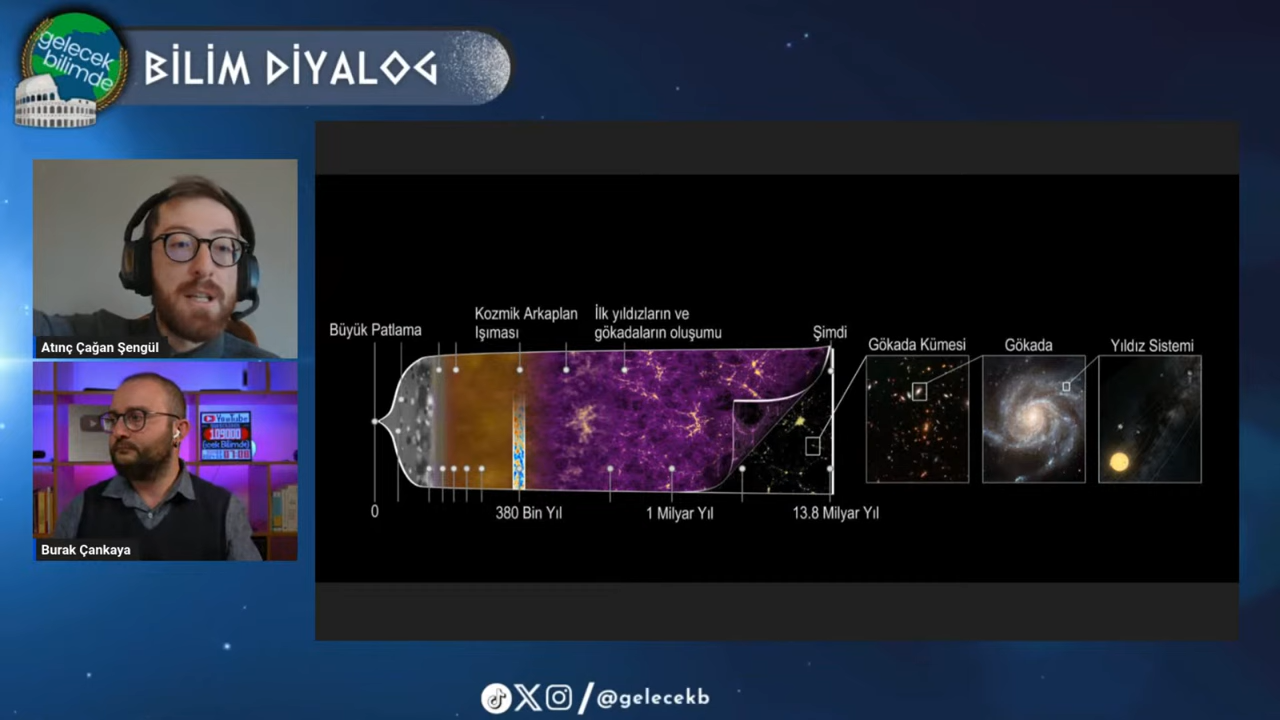 gelecek
bilimde
BİLİM DİYALOG
Atınç Çağan Şengül
YouTube
109000
Burak Çankaya
Büyük Patlama
Kozmik Arkaplan
Işıması
İlk yıldızların ve
gökadaların oluşumu
Şimdi
Gökada Kümesi
Gökada
Yıldız Sistemi
0
380 Bin Yıl
1 Milyar Yıl
13.8 Milyar Yıl
/@gelecekb